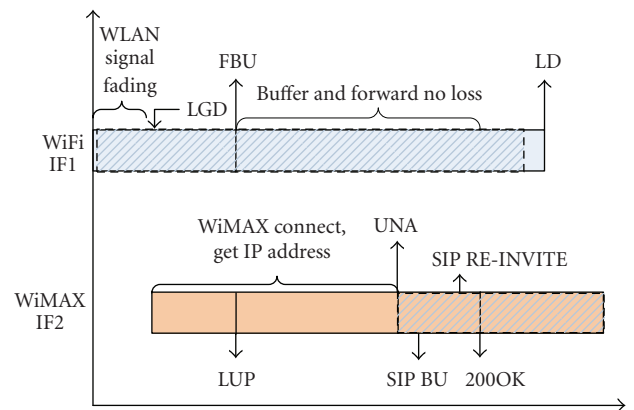 WLAN
signal
fading
FBU
LD
Buffer and forward no loss
LGD
WiFi
IF1
WiMAX connect,
get IP address
UNA
SIP RE-INVITE
WiMAX
IF2
LUP
SIP BU
200OK